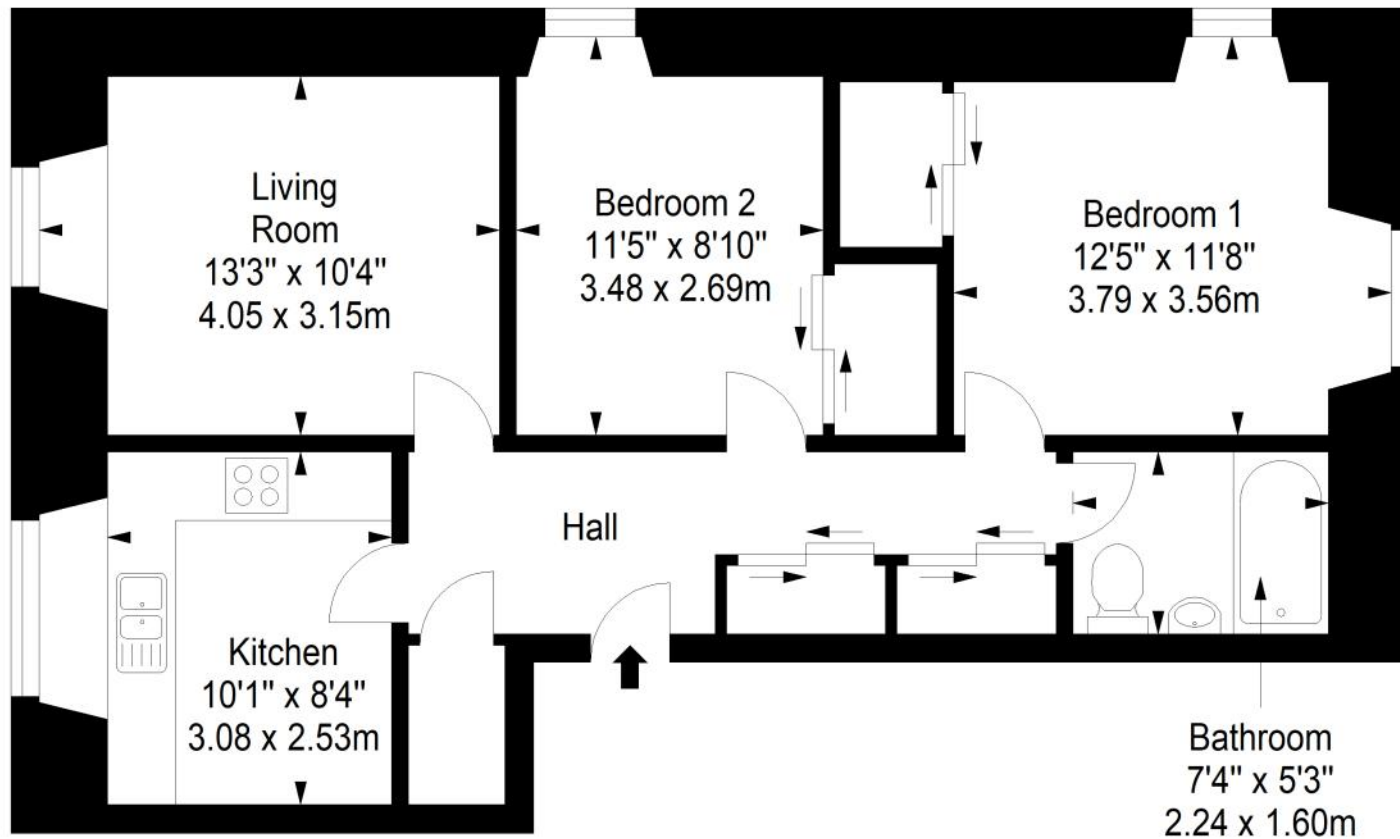 Living
Room
13'3" x 10'4"
4.05 x 3.15m
Bedroom 2
11'5" x 8'10"
3.48 x 2.69m
Bedroom 1
12'5" x 11'8"
3.79 x 3.56m
Hall
Kitchen
10'1" x 8'4"
3.08 x 2.53m
Bathroom
7'4" x 5'3"
2.24 x 1.60m